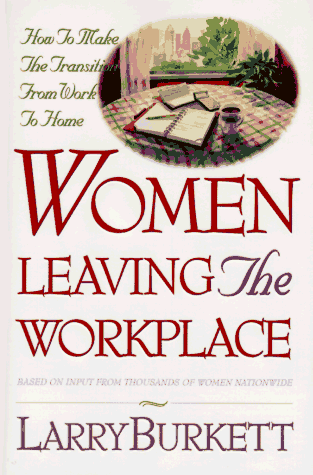 How To Make
The Transition
From Work
To Home
WOMEN
LEAVING The
WORKPLACE
BASED ON INPUT FROM THOUSANDS OF WOMEN NATIONWIDE
LARRY BURKETT